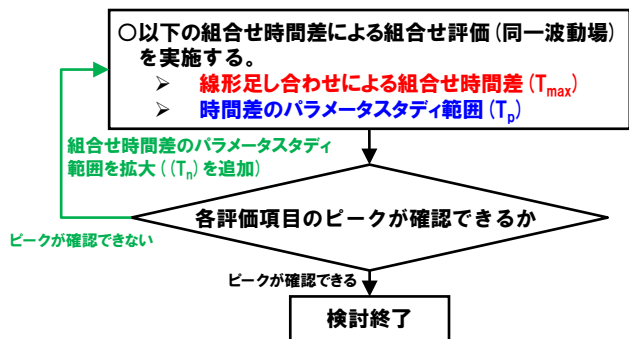 ○以下の組合せ時間差による組合せ評価(同一波動場)
を実施する。
➢ 線形足し合わせによる組合せ時間差(Tmax)
➢ 時間差のパラメータスタディ範囲(Tp)
組合せ時間差のパラメータスタディ
範囲を拡大((Tn)を追加)
各評価項目のピークが確認できるか
ピークが確認できない
ピークが確認できる
検討終了